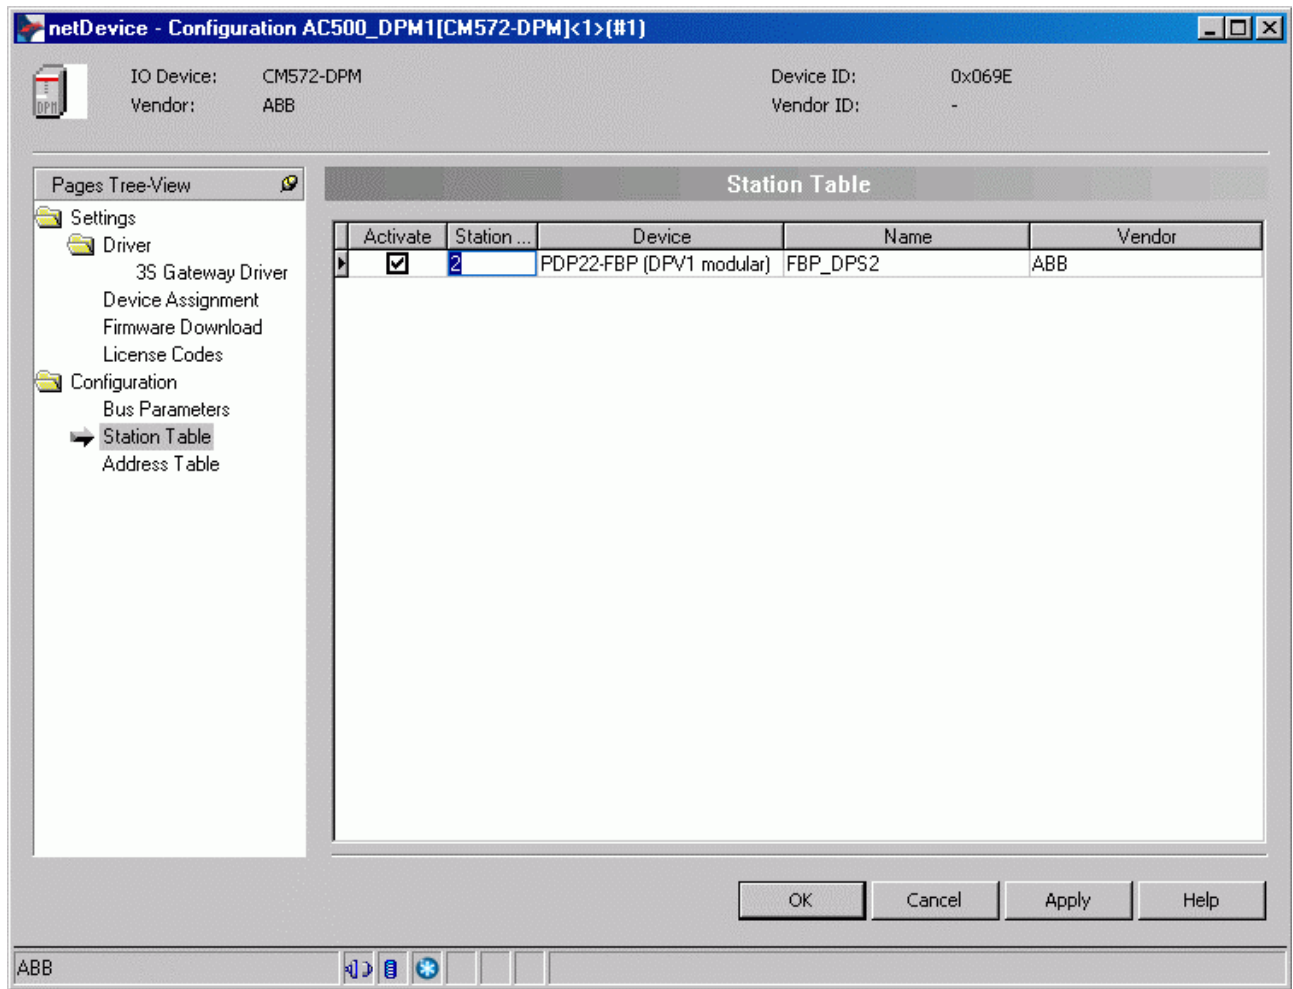 netDevice - Configuration AC500_DPM1[CM572-DPM]<1>(#1)
IO Device: CM572-DPM Device ID: 0x069E
Vendor: ABB Vendor ID: -
DPM
Pages Tree-View
Station Table
Settings
Driver
3S Gateway Driver
Device Assignment
Firmware Download
License Codes
Configuration
Bus Parameters
Station Table
Address Table
Activate Station ... Device Name Vendor
2 PDP22-FBP (DPV1 modular) FBP_DPS2 ABB
OK Cancel Apply Help
ABB